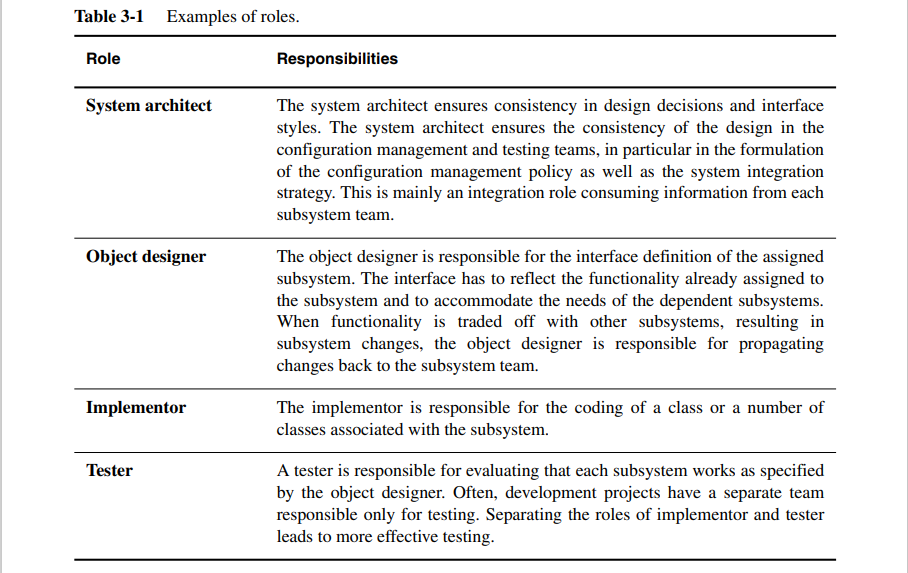 Table 3-1 Examples of roles.
Role Responsibilities
System architect The system architect ensures consistency in design decisions and interface
styles. The system architect ensures the consistency of the design in the
configuration management and testing teams, in particular in the formulation
of the configuration management policy as well as the system integration
strategy. This is mainly an integration role consuming information from each
subsystem team.
Object designer The object designer is responsible for the interface definition of the assigned
subsystem. The interface has to reflect the functionality already assigned to
the subsystem and to accommodate the needs of the dependent subsystems.
When functionality is traded off with other subsystems, resulting in
subsystem changes, the object designer is responsible for propagating
changes back to the subsystem team.
Implementor The implementor is responsible for the coding of a class or a number of
classes associated with the subsystem.
Tester A tester is responsible for evaluating that each subsystem works as specified
by the object designer. Often, development projects have a separate team
responsible only for testing. Separating the roles of implementor and tester
leads to more effective testing.